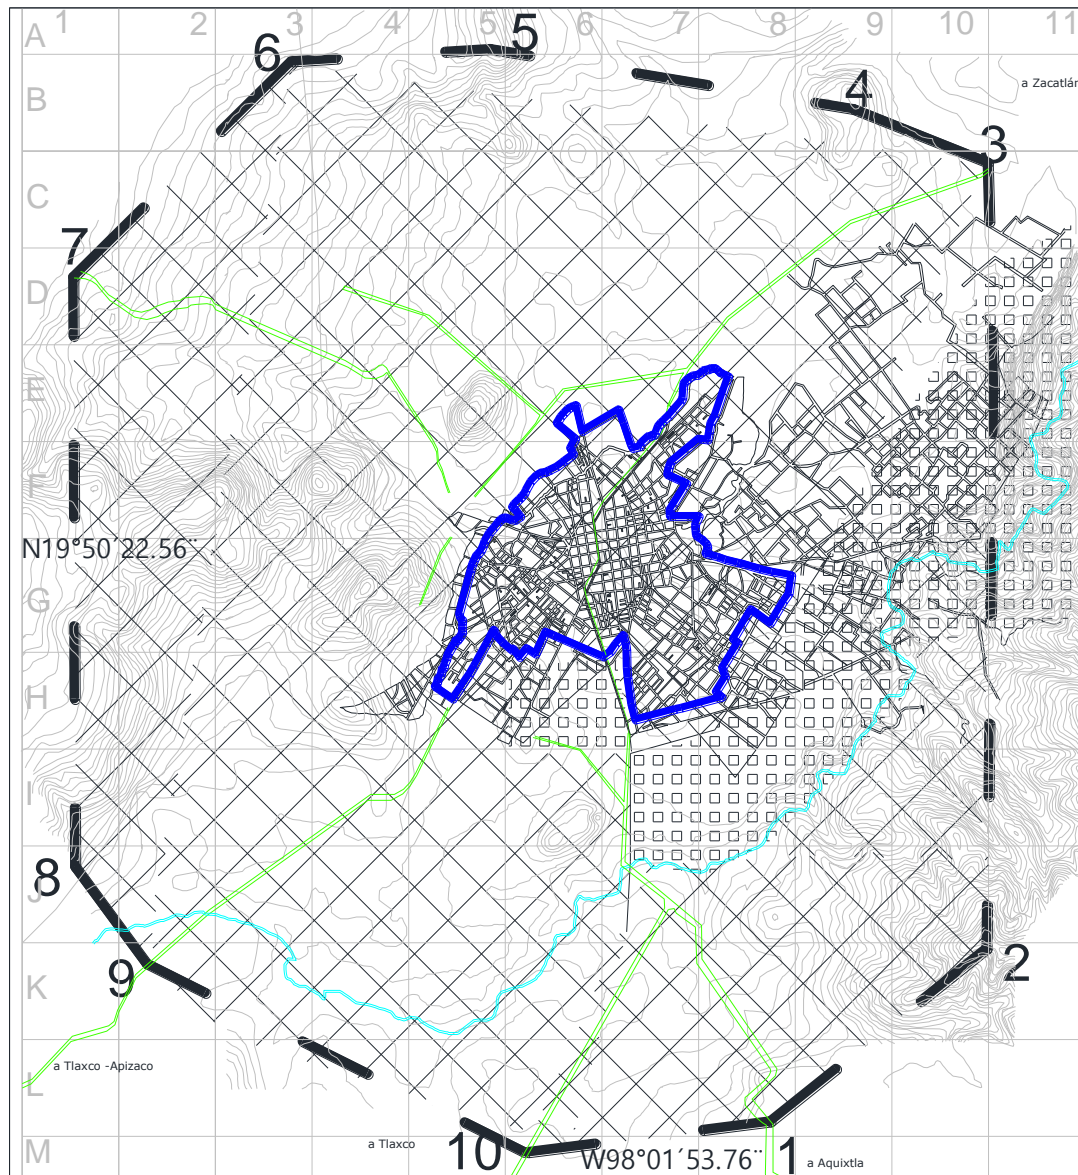 1 2 3 4 5 6 7 8 9 10 11
A
6 5
B
4
a Zacatlán
3
C
7
D
E
F
N19°50´22.56¨
G
H
I
8 J
2
9 K
a Tlaxco -Apizaco
L
10 a Tlaxco W98°01´53.76¨ 1 a Aquixtla
M